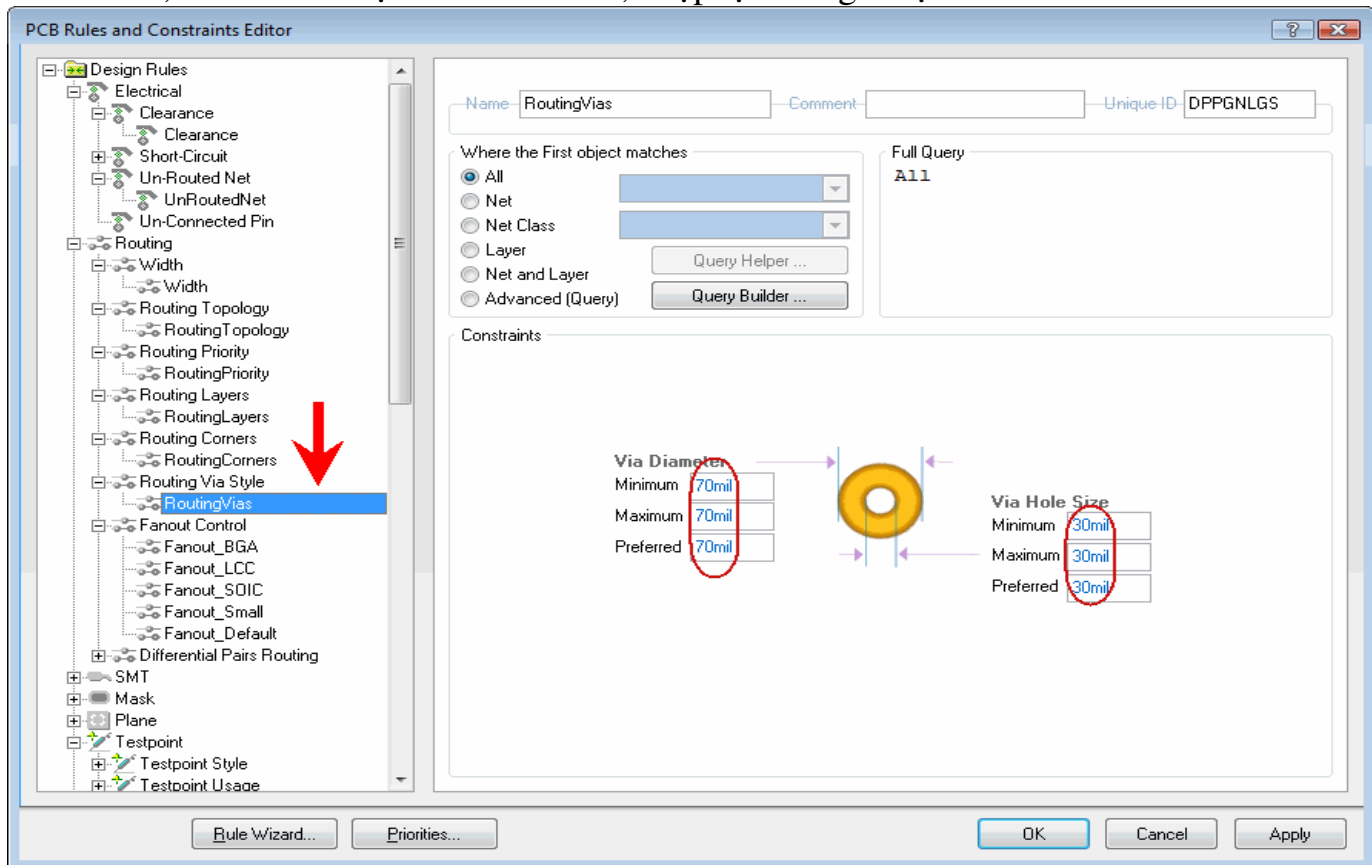 PCB Rules and Constraints Editor
Design Rules
Electrical
Clearance
Clearance
Short-Circuit
Un-Routed Net
UnRoutedNet
Un-Connected Pin
Routing
Width
Width
Routing Topology
RoutingTopology
Routing Priority
RoutingPriority
Routing Layers
RoutingLayers
Routing Corners
RoutingCorners
Routing Via Style
RoutingVias
Fanout Control
Fanout_BGA
Fanout_LCC
Fanout_SOIC
Fanout_Small
Fanout_Default
Differential Pairs Routing
SMT
Mask
Plane
Testpoint
Testpoint Style
Testpoint Usage
Name RoutingVias Comment Unique ID DPPGNLGS
Where the First object matches
All
Net
Net Class
Layer
Net and Layer
Advanced (Query)
Query Helper ...
Query Builder ...
Full Query
All
Constraints
Via Diameter
Minimum 70mil
Maximum 70mil
Preferred 70mil
Via Hole Size
Minimum 30mil
Maximum 30mil
Preferred 30mil
Rule Wizard... Priorities... OK Cancel Apply